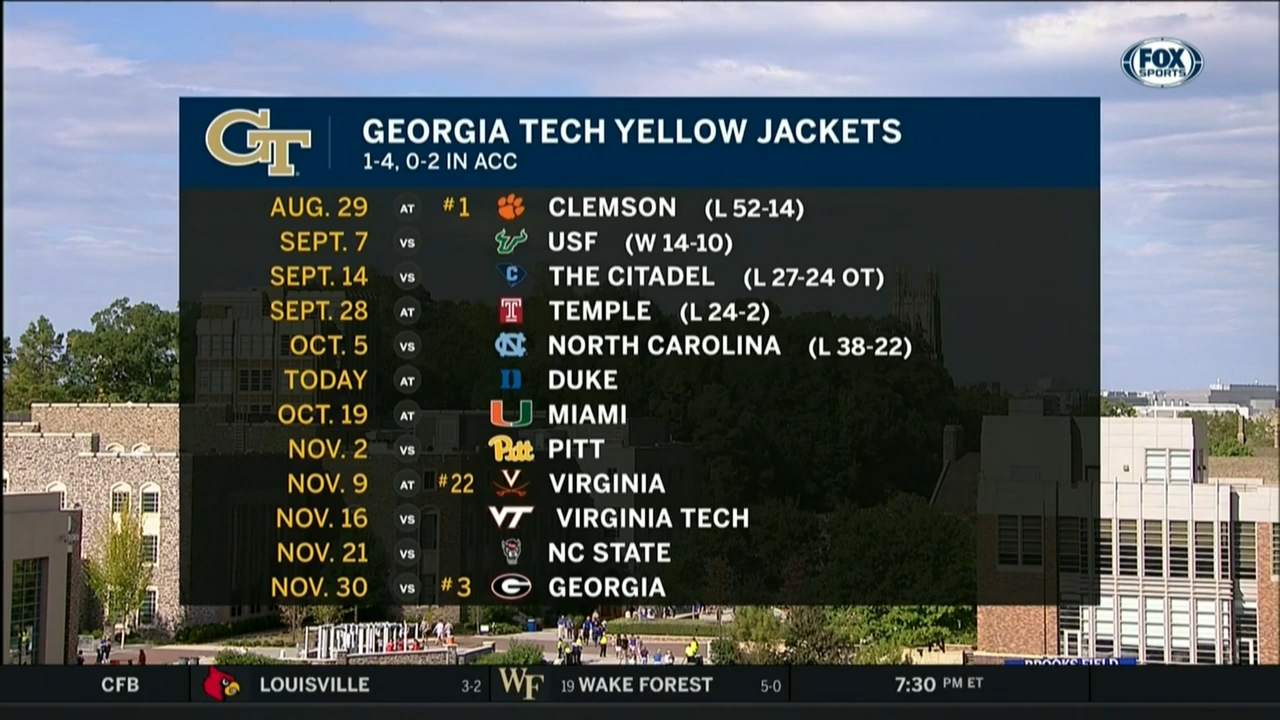 FOX
SPORTS
GT
GEORGIA TECH YELLOW JACKETS
1-4, 0-2 IN ACC
AUG. 29 AT #1 CLEMSON (L 52-14)
SEPT. 7 VS USF (W 14-10)
SEPT. 14 VS C THE CITADEL (L 27-24 OT)
SEPT. 28 AT T TEMPLE (L 24-2)
OCT. 5 VS NC NORTH CAROLINA (L 38-22)
TODAY AT D DUKE
OCT. 19 AT U MIAMI
NOV. 2 VS Pitt PITT
NOV. 9 AT #22 V VIRGINIA
NOV. 16 VS VT VIRGINIA TECH
NOV. 21 VS NC STATE
NOV. 30 VS #3 G GEORGIA
BROOKS FIELD
CFB LOUISVILLE 3-2 WF 19 WAKE FOREST 5-0 7:30 PM ET